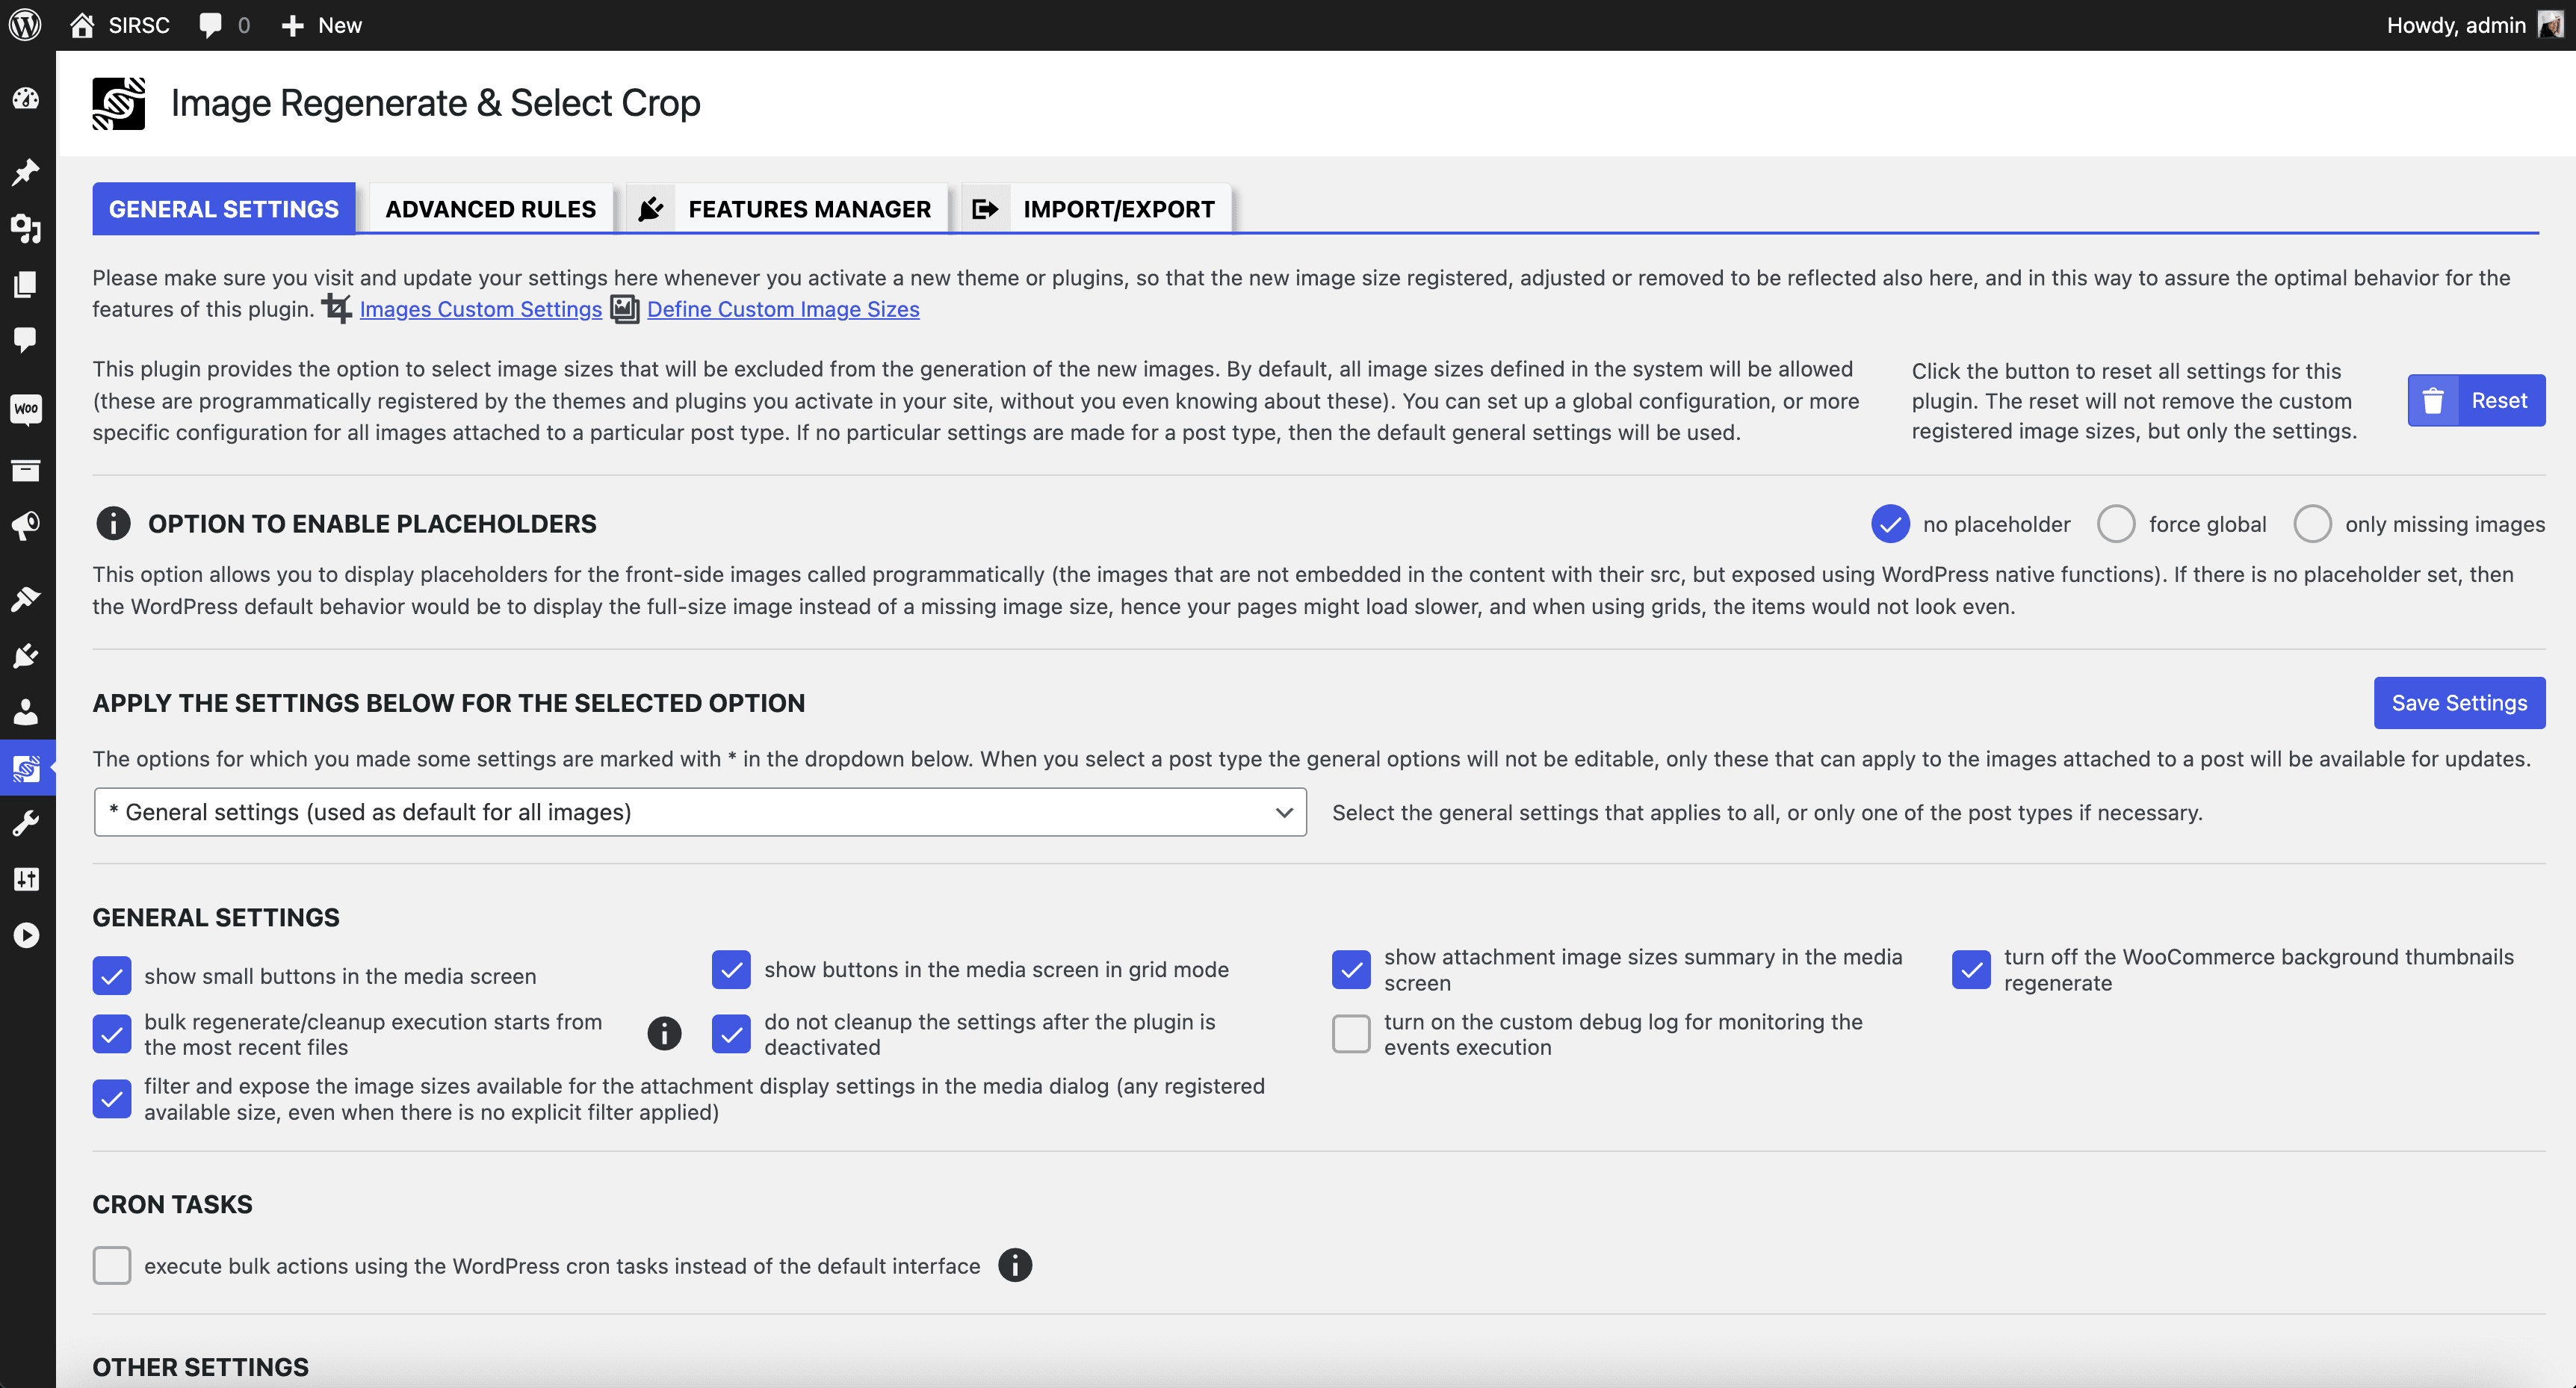 SIRSC 0 New Howdy, admin
Image Regenerate & Select Crop
GENERAL SETTINGS ADVANCED RULES FEATURES MANAGER IMPORT/EXPORT
Please make sure you visit and update your settings here whenever you activate a new theme or plugins, so that the new image size registered, adjusted or removed to be reflected also here, and in this way to assure the optimal behavior for the
features of this plugin. Images Custom Settings Define Custom Image Sizes
This plugin provides the option to select image sizes that will be excluded from the generation of the new images. By default, all image sizes defined in the system will be allowed
(these are programmatically registered by the themes and plugins you activate in your site, without you even knowing about these). You can set up a global configuration, or more
specific configuration for all images attached to a particular post type. If no particular settings are made for a post type, then the default general settings will be used.
Click the button to reset all settings for this
plugin. The reset will not remove the custom
registered image sizes, but only the settings.
Reset
Woo
OPTION TO ENABLE PLACEHOLDERS
no placeholder force global only missing images
This option allows you to display placeholders for the front-side images called programmatically (the images that are not embedded in the content with their src, but exposed using WordPress native functions). If there is no placeholder set, then
the WordPress default behavior would be to display the full-size image instead of a missing image size, hence your pages might load slower, and when using grids, the items would not look even.
APPLY THE SETTINGS BELOW FOR THE SELECTED OPTION
Save Settings
The options for which you made some settings are marked with * in the dropdown below. When you select a post type the general options will not be editable, only these that can apply to the images attached to a post will be available for updates.
* General settings (used as default for all images)
Select the general settings that applies to all, or only one of the post types if necessary.
GENERAL SETTINGS
show small buttons in the media screen
show buttons in the media screen in grid mode
show attachment image sizes summary in the media
screen
turn off the WooCommerce background thumbnails
regenerate
bulk regenerate/cleanup execution starts from
the most recent files
do not cleanup the settings after the plugin is
deactivated
turn on the custom debug log for monitoring the
events execution
filter and expose the image sizes available for the attachment display settings in the media dialog (any registered
available size, even when there is no explicit filter applied)
CRON TASKS
execute bulk actions using the WordPress cron tasks instead of the default interface
OTHER SETTINGS